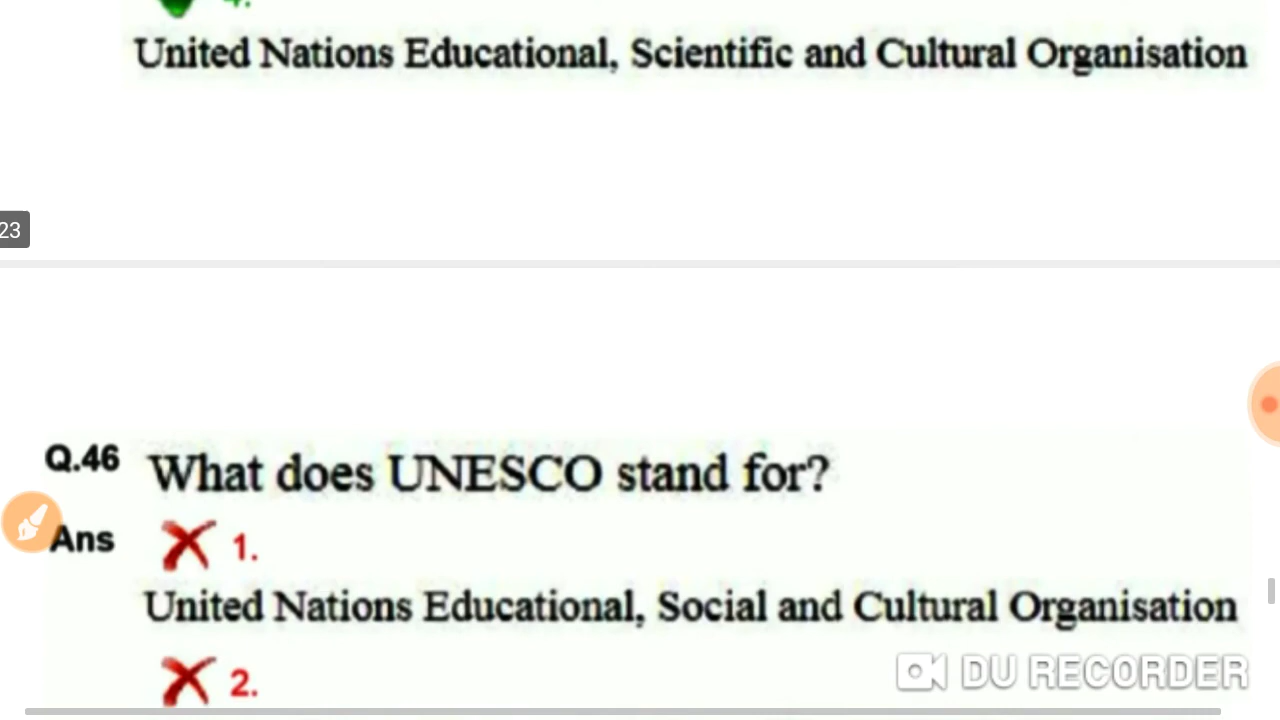 4.
United Nations Educational, Scientific and Cultural Organisation
23
Q.46 What does UNESCO stand for?
Ans 1.
United Nations Educational, Social and Cultural Organisation
2.
DU RECORDER